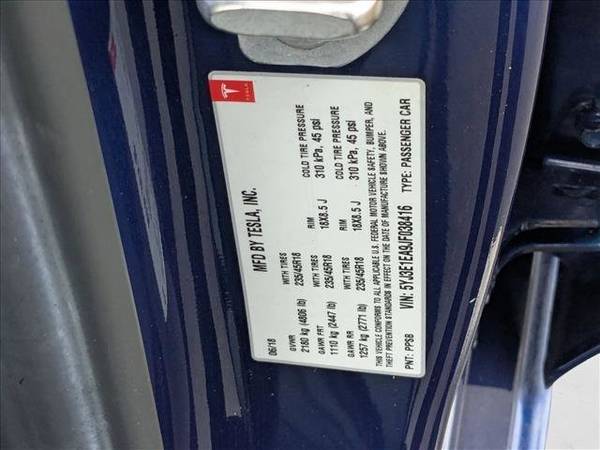 TESLA
MFD BY TESLA, INC.
06/18
GVWR WITH TIRES RIM COLD TIRE PRESSURE
2180 kg (4806 lb) 235/45R18 18X8.5 J 310 kPa, 45 psi
GAWR FRT WITH TIRES RIM COLD TIRE PRESSURE
1110 kg (2447 lb) 235/45R18 18X8.5 J 310 kPa, 45 psi
GAWR RR WITH TIRES
1257 kg (2771 lb) 235/45R18
THIS VEHICLE CONFORMS TO ALL APPLICABLE U.S. FEDERAL MOTOR VEHICLE SAFETY, BUMPER, AND
THEFT PREVENTION STANDARDS IN EFFECT ON THE DATE OF MANUFACTURE SHOWN ABOVE.
VIN: 5YJ3E1EA9JF038416 TYPE: PASSENGER CAR
PNT: PPSB